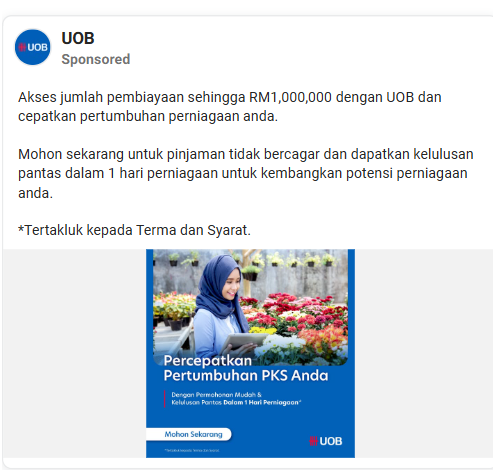 UOB
UOB
Sponsored
Akses jumlah pembiayaan sehingga RM1,000,000 dengan UOB dan
cepatkan pertumbuhan perniagaan anda.
Mohon sekarang untuk pinjaman tidak bercagar dan dapatkan kelulusan
pantas dalam 1 hari perniagaan untuk kembangkan potensi perniagaan
anda.
*Tertakluk kepada Terma dan Syarat.
Percepatkan
Pertumbuhan PKS Anda
Dengan Permohonan Mudah &
Kelulusan Pantas Dalam 1 Hari Perniagaan*
Mohon Sekarang
UOB